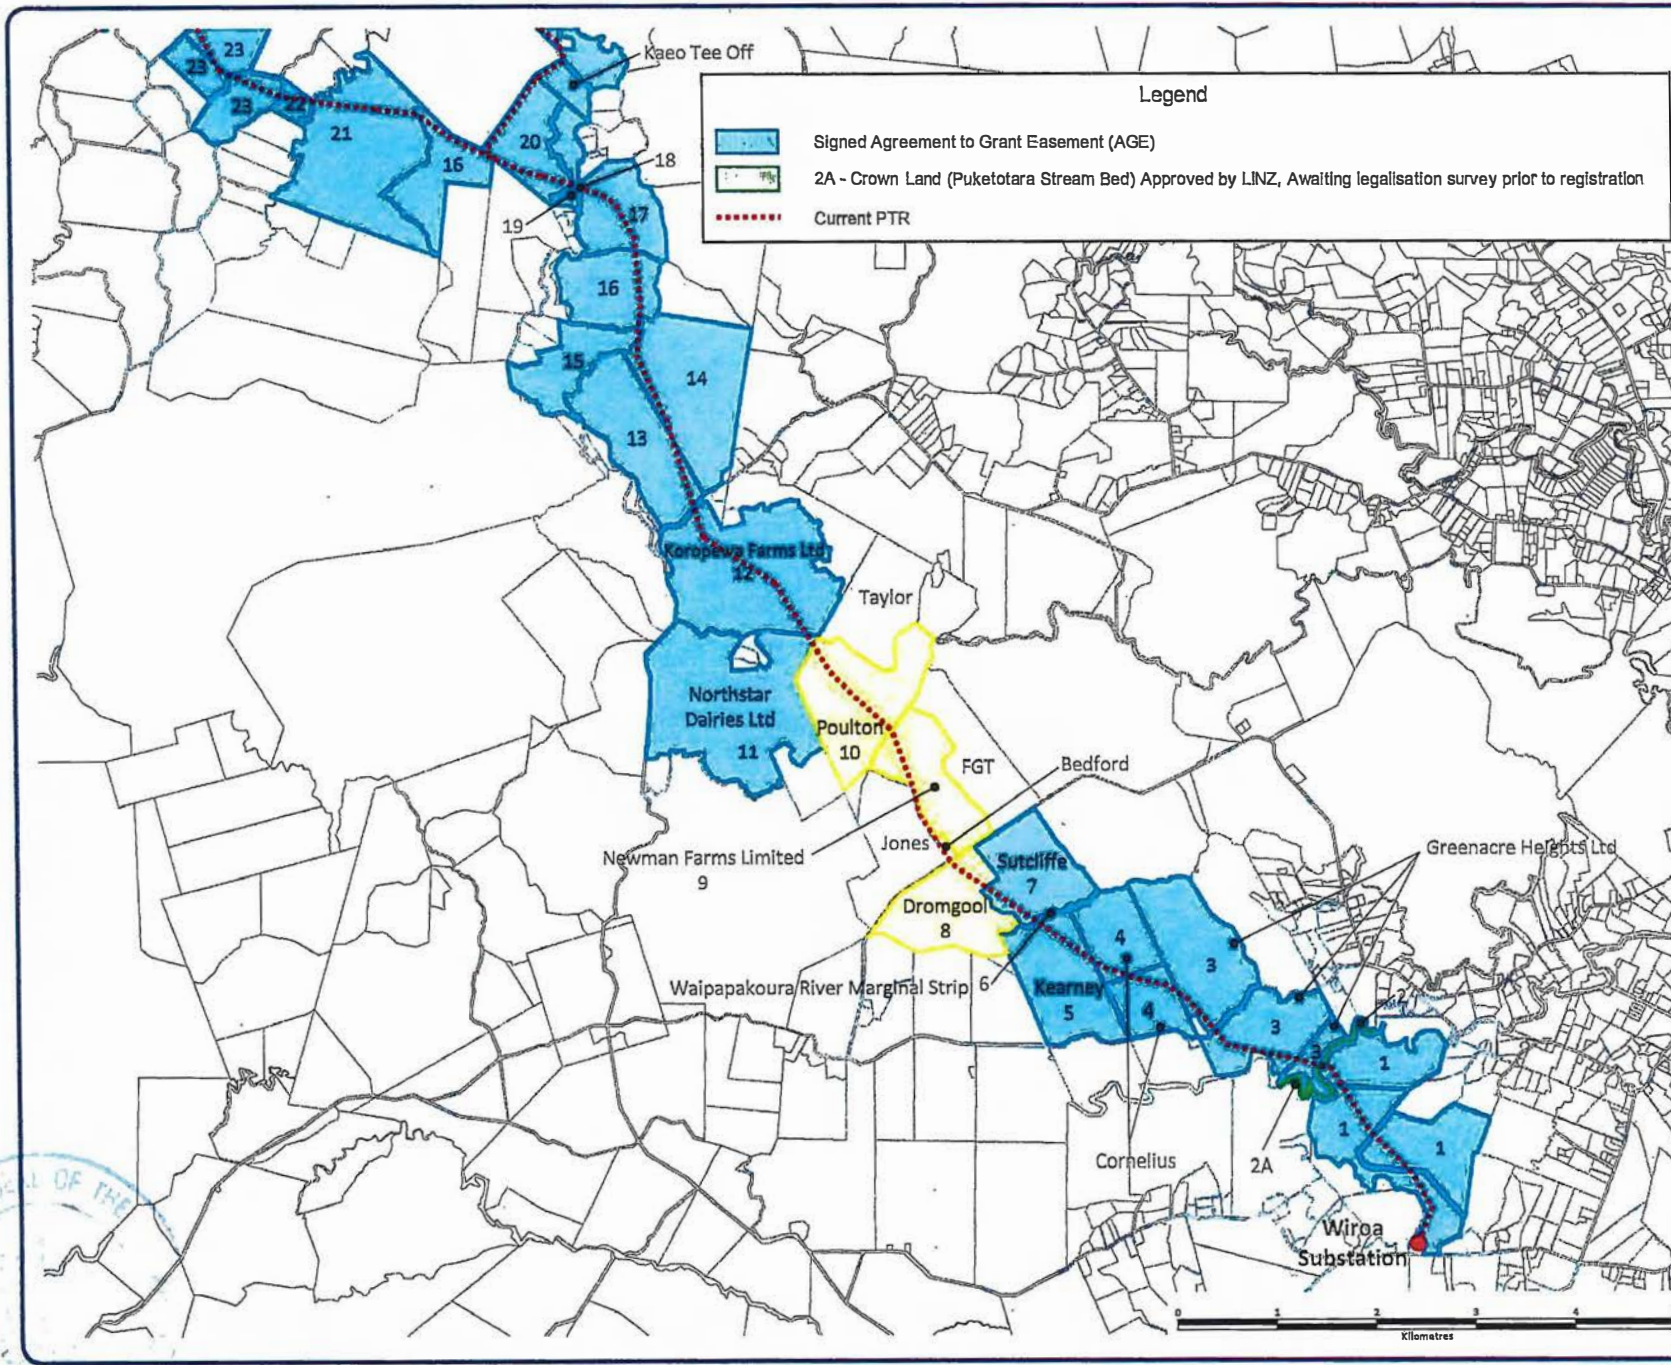 Kaeo Tee Off
Legend
Signed Agreement to Grant Easement (AGE)
2A - Crown Land (Puketotara Stream Bed) Approved by LINZ, Awaiting legalisation survey prior to registration
Current PTR
23
23
23
22
21
16
20
18
19
17
16
15
14
13
Koropewa Farms Ltd
12
Taylor
Northstar
Dairies Ltd
11
Poulton
10
FGT
Bedford
Newman Farms Limited
9
Jones
Sutcliffe
7
Greenacre Heights Ltd
Dromgool
8
Waipapakoura River Marginal Strip
6
Kearney
5
4
4
3
3
3
2
1
1
1
Cornelius
2A
Wiroa
Substation
0 1 2 3 4
Kilometres
SEAL OF THE